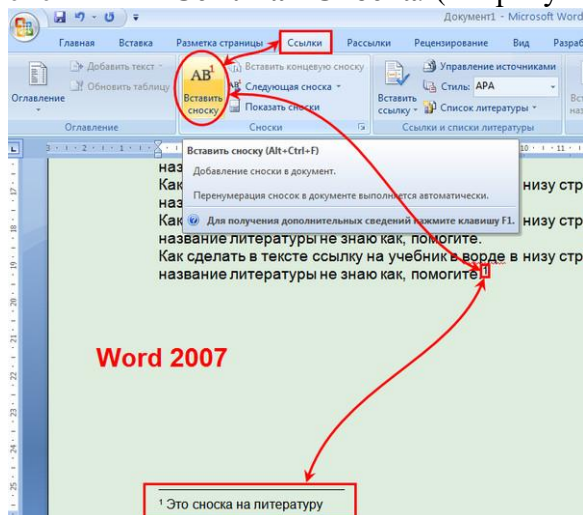 Документ1 - Microsoft Word
Главная Вставка Разметка страницы Ссылки Рассылки Рецензирование Вид
Оглавление
Добавить текст
Обновить таблицу
Оглавление
AB¹
Вставить сноску
Вставить концевую сноску
Следующая сноска
Показать сноски
Сноски
Вставить ссылку
Управление источниками
Стиль: APA
Список литературы
Ссылки и списки литературы
Вставить сноску (Alt+Ctrl+F)
Добавление сноски в документ.
Перенумерация сносок в документе выполняется автоматически.
Для получения дополнительных сведений нажмите клавишу F1.
наз
Как низу стр
наз
Как низу стр
название литературы не знаю как, помогите.
Как сделать в тексте ссылку на учебник в ворде в низу стр
название литературы не знаю как, помогите.¹
Word 2007
¹ Это сноска на литературу